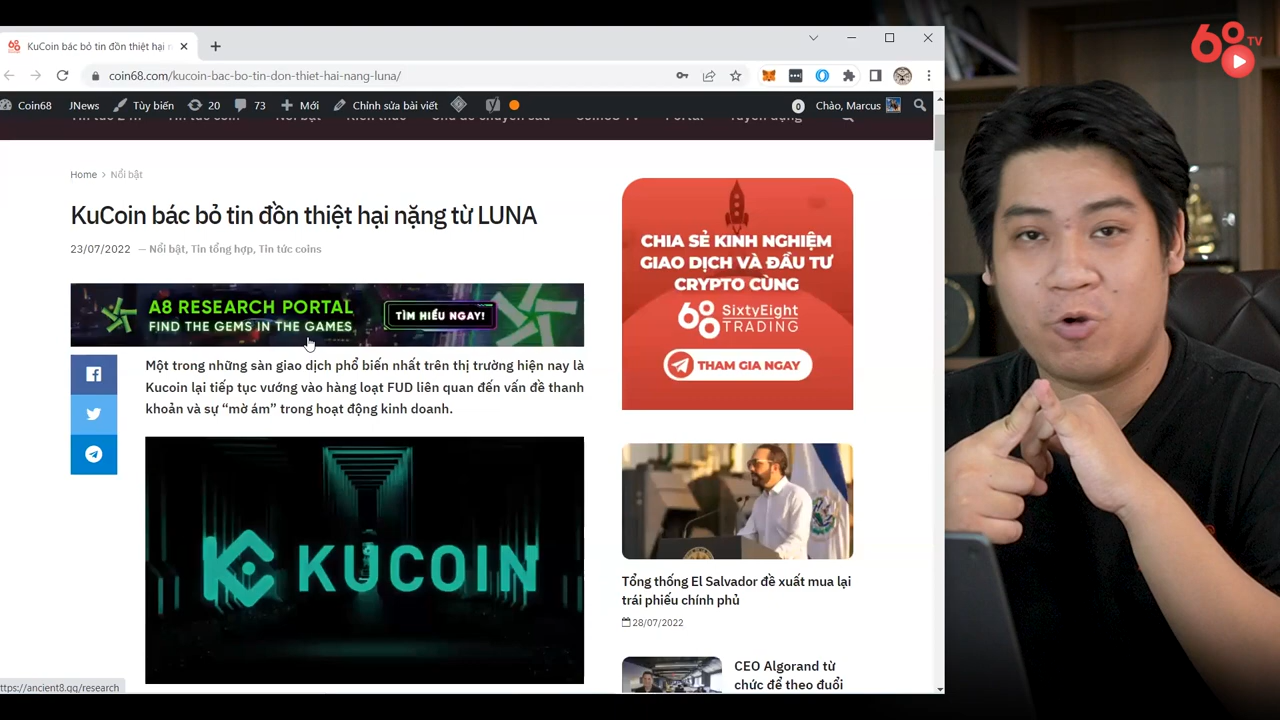 68
TV
KuCoin bác bỏ tin đồn thiệt hại n
coin68.com/kucoin-bac-bo-tin-don-thiet-hai-nang-luna/
Coin68 JNews Tùy biến 20 73 Mới Chỉnh sửa bài viết 0 Chào, Marcus
Home > Nổi bật
KuCoin bác bỏ tin đồn thiệt hại nặng từ LUNA
23/07/2022 — Nổi bật, Tin tổng hợp, Tin tức coins
A8 RESEARCH PORTAL
FIND THE GEMS IN THE GAMES
TÌM HIỂU NGAY!
Một trong những sàn giao dịch phổ biến nhất trên thị trường hiện nay là
Kucoin lại tiếp tục vướng vào hàng loạt FUD liên quan đến vấn đề thanh
khoản và sự “mờ ám” trong hoạt động kinh doanh.
KUCOIN
CHIA SẺ KINH NGHIỆM
GIAO DỊCH VÀ ĐẦU TƯ
CRYPTO CÙNG
68 SixtyEight
TRADING
THAM GIA NGAY
Tổng thống El Salvador đề xuất mua lại
trái phiếu chính phủ
28/07/2022
CEO Algorand từ
chức để theo đuổi
ttps://ancient8.gg/research